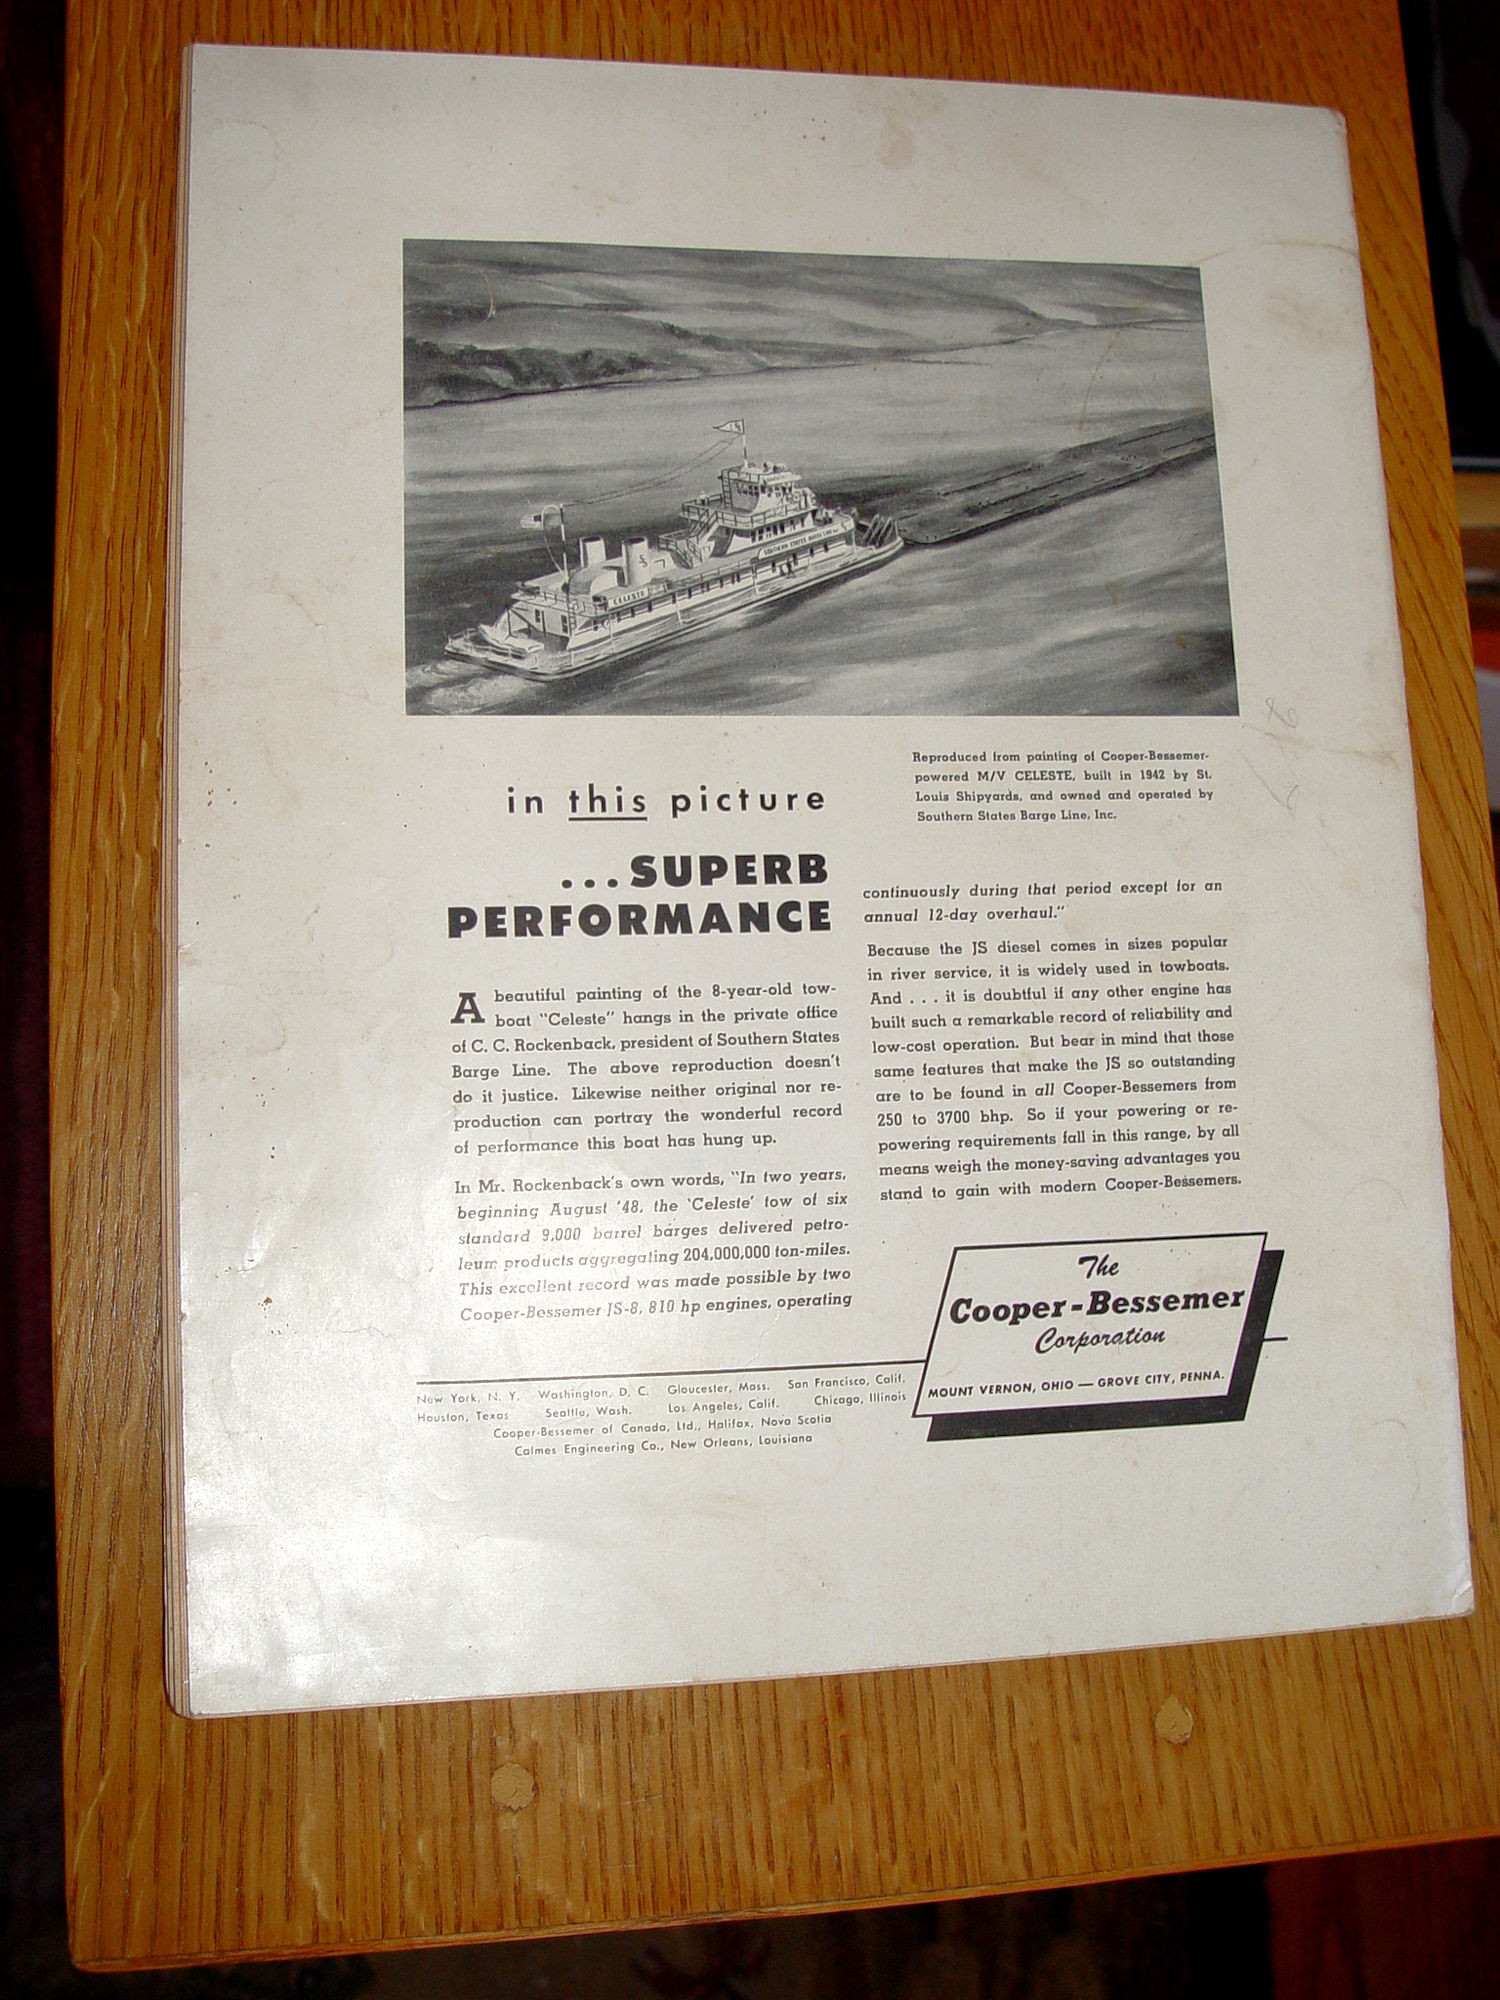 CELESTE
SOUTHERN STATES BARGE LINE
Reproduced from painting of Cooper-Bessemer-
powered M/V CELESTE, built in 1942 by St.
Louis Shipyards, and owned and operated by
Southern States Barge Line, Inc.
in this picture
...SUPERB
PERFORMANCE
A beautiful painting of the 8-year-old tow-
boat "Celeste" hangs in the private office
of C. C. Rockenback, president of Southern States
Barge Line. The above reproduction doesn't
do it justice. Likewise neither original nor re-
production can portray the wonderful record
of performance this boat has hung up.
In Mr. Rockenback's own words, "In two years,
beginning August '48, the 'Celeste' tow of six
standard 9,000 barrel barges delivered petro-
leum products aggregating 204,000,000 ton-miles.
This excellent record was made possible by two
Cooper-Bessemer JS-8, 810 hp engines, operating
continuously during that period except for an
annual 12-day overhaul."
Because the JS diesel comes in sizes popular
in river service, it is widely used in towboats.
And . . . it is doubtful if any other engine has
built such a remarkable record of reliability and
low-cost operation. But bear in mind that those
same features that make the JS so outstanding
are to be found in all Cooper-Bessemers from
250 to 3700 bhp. So if your powering or re-
powering requirements fall in this range, by all
means weigh the money-saving advantages you
stand to gain with modern Cooper-Bessemers.
The
Cooper-Bessemer
Corporation
MOUNT VERNON, OHIO — GROVE CITY, PENNA.
New York, N. Y. Washington, D. C. Gloucester, Mass. San Francisco, Calif.
Houston, Texas Seattle, Wash. Los Angeles, Calif. Chicago, Illinois
Cooper-Bessemer of Canada, Ltd., Halifax, Nova Scotia
Calmes Engineering Co., New Orleans, Louisiana